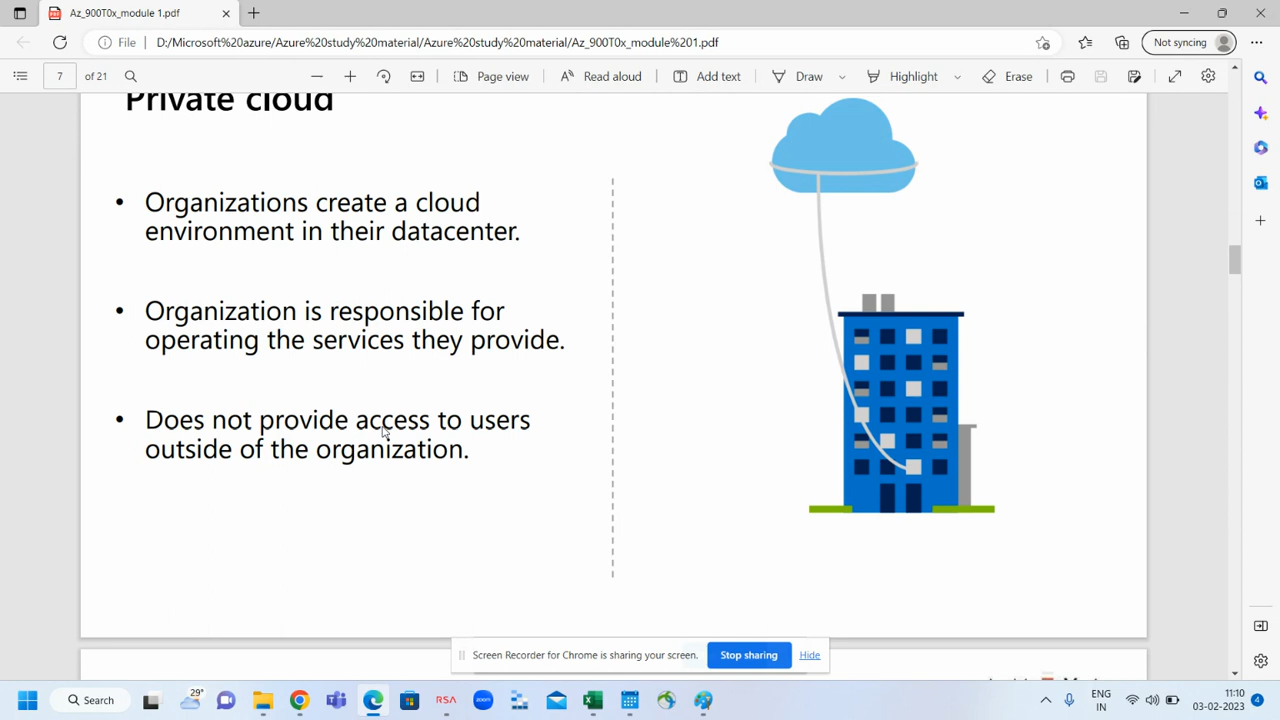 Az_900T0x_module 1.pdf
File
D:/Microsoft%20azure/Azure%20study%20material/Azure%20study%20material/Az_900T0x_module%201.pdf
Not syncing
7 of 21
Page view
Read aloud
Add text
Draw
Highlight
Erase
Private cloud
• Organizations create a cloud
environment in their datacenter.
• Organization is responsible for
operating the services they provide.
• Does not provide access to users
outside of the organization.
Screen Recorder for Chrome is sharing your screen.
Stop sharing
Hide
Search
29°
RSA
zoom
ENG
IN
11:10
03-02-2023
4